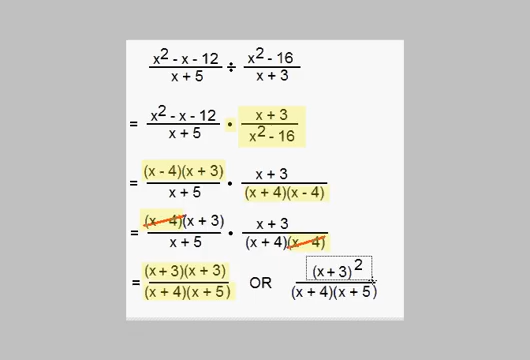 x² - x - 12 / x + 5 ÷ x² - 16 / x + 3
= x² - x - 12 / x + 5 • x + 3 / x² - 16
= (x - 4)(x + 3) / x + 5 • x + 3 / (x + 4)(x - 4)
= (x - 4)(x + 3) / x + 5 • x + 3 / (x + 4)(x - 4)
= (x + 3)(x + 3) / (x + 4)(x + 5) OR (x + 3)² / (x + 4)(x + 5)